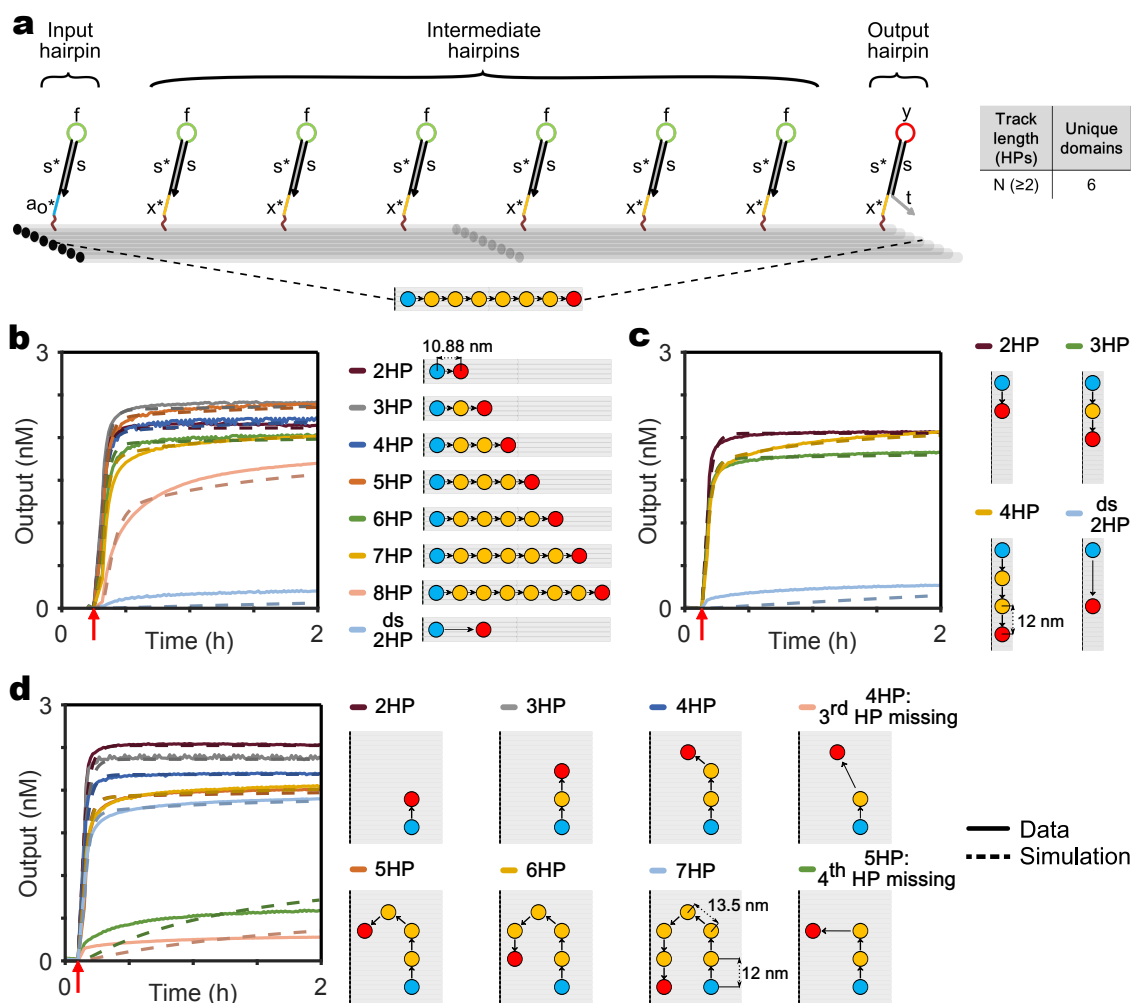 a
Input
hairpin
Intermediate
hairpins
Output
hairpin
f f f f f f f y
s* s s* s s* s s* s s* s s* s s* s s* s
aO* x* x* x* x* x* x* x* t
Track
length
(HPs)
Unique
domains
N (≥2) 6
b
3
Output (nM)
0
0 Time (h) 2
10.88 nm
2HP
3HP
4HP
5HP
6HP
7HP
8HP
ds
2HP
c
3
Output (nM)
0
0 Time (h) 2
2HP 3HP
4HP ds
2HP
12 nm
d
3
Output (nM)
0
0 Time (h) 2
2HP 3HP 4HP 4HP:
3rd HP missing
5HP 6HP 7HP 5HP:
4th HP missing
13.5 nm
12 nm
Data
Simulation